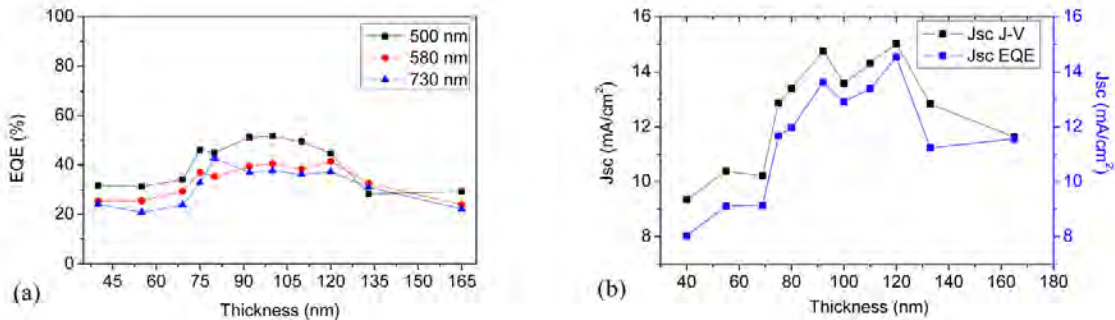 100
80
60
40
20
0
EQE (%)
500 nm
580 nm
730 nm
45 60 75 90 105 120 135 150 165
Thickness (nm)
(a)
16
14
12
10
8
Jsc (mA/cm²)
Jsc J-V
Jsc EQE
16
14
12
10
8
Jsc (mA/cm²)
40 60 80 100 120 140 160 180
Thickness (nm)
(b)